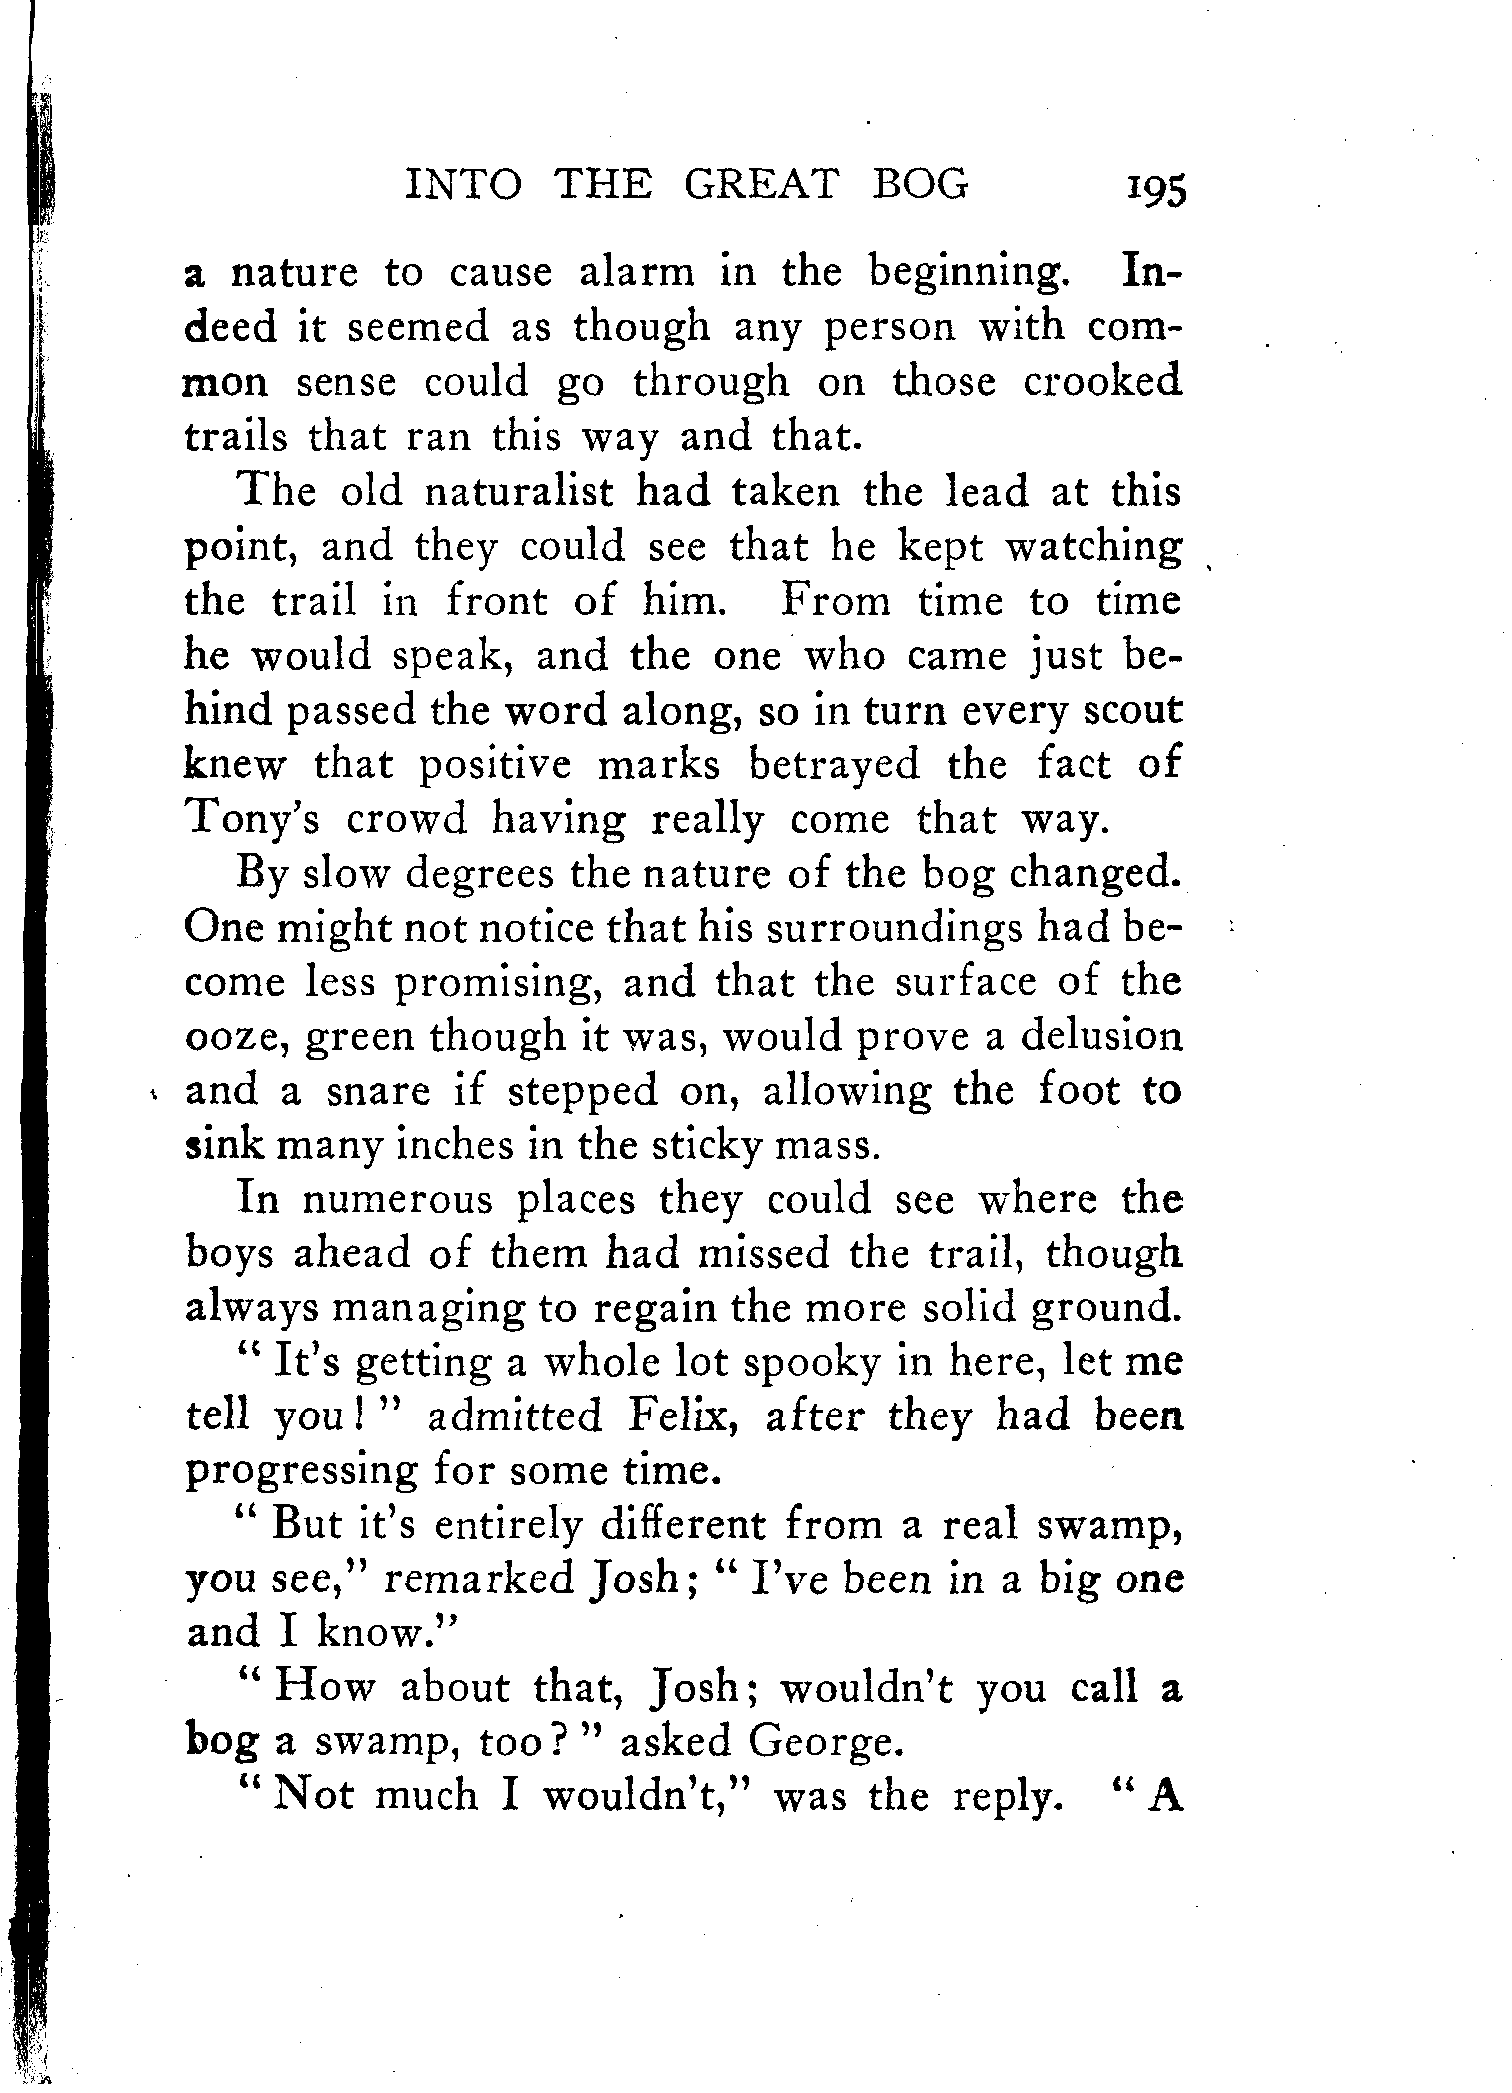 INTO THE GREAT BOG 195
a nature to cause alarm in the beginning. In-
deed it seemed as though any person with com-
mon sense could go through on those crooked
trails that ran this way and that.
The old naturalist had taken the lead at this
point, and they could see that he kept watching
the trail in front of him. From time to time
he would speak, and the one who came just be-
hind passed the word along, so in turn every scout
knew that positive marks betrayed the fact of
Tony's crowd having really come that way.
By slow degrees the nature of the bog changed.
One might not notice that his surroundings had be-
come less promising, and that the surface of the
ooze, green though it was, would prove a delusion
and a snare if stepped on, allowing the foot to
sink many inches in the sticky mass.
In numerous places they could see where the
boys ahead of them had missed the trail, though
always managing to regain the more solid ground.
“ It's getting a whole lot spooky in here, let me
tell you! ” admitted Felix, after they had been
progressing for some time.
“ But it's entirely different from a real swamp,
you see,” remarked Josh; “ I've been in a big one
and I know.”
“ How about that, Josh; wouldn't you call a
bog a swamp, too? ” asked George.
“ Not much I wouldn't,” was the reply. “ A